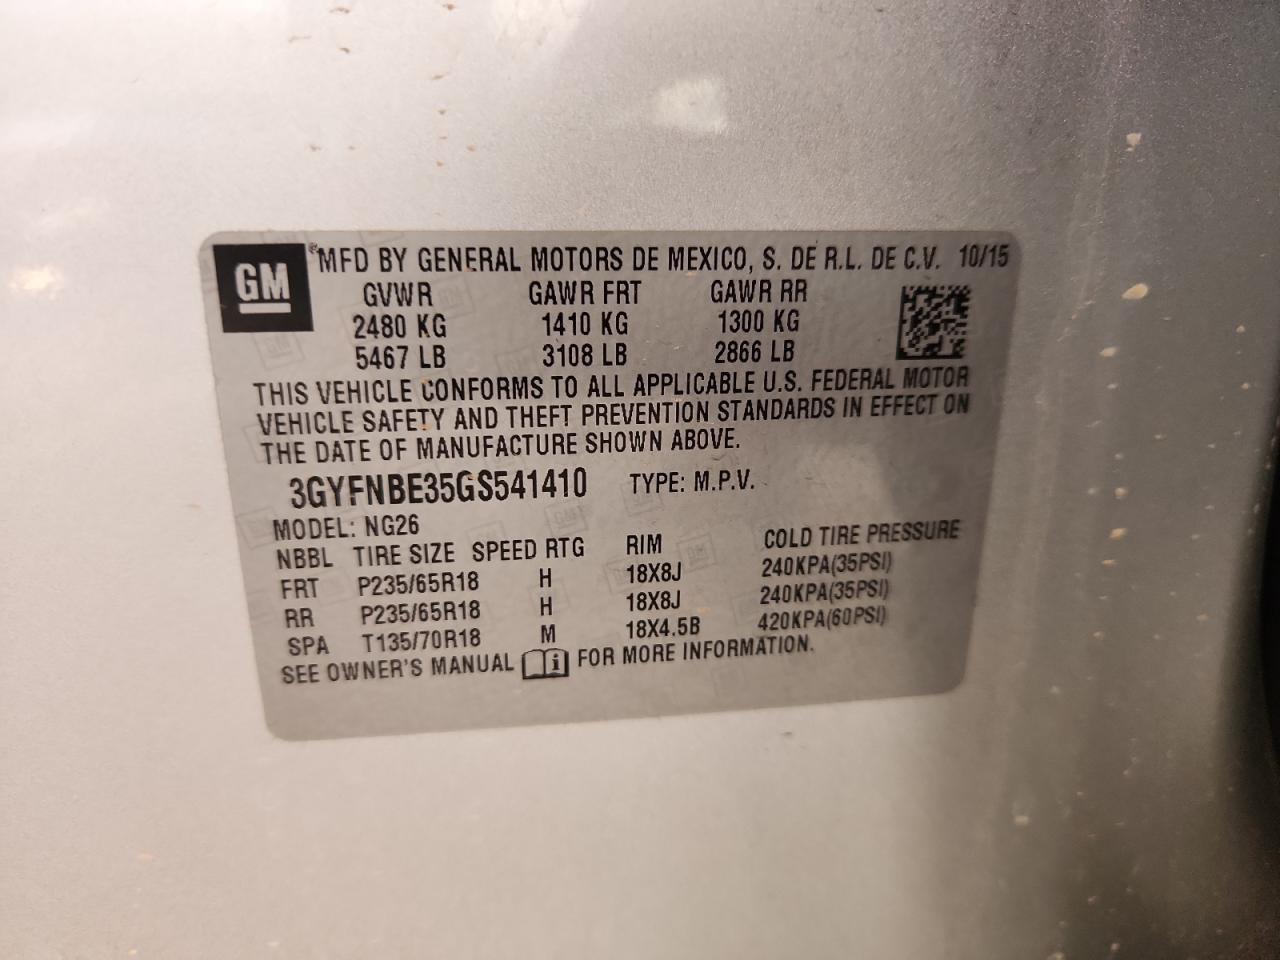 GM ®MFD BY GENERAL MOTORS DE MEXICO, S. DE R.L. DE C.V. 10/15
GVWR GAWR FRT GAWR RR
2480 KG 1410 KG 1300 KG
5467 LB 3108 LB 2866 LB
THIS VEHICLE CONFORMS TO ALL APPLICABLE U.S. FEDERAL MOTOR
VEHICLE SAFETY AND THEFT PREVENTION STANDARDS IN EFFECT ON
THE DATE OF MANUFACTURE SHOWN ABOVE.
3GYFNBE35GS541410 TYPE: M.P.V.
MODEL: NG26
NBBL TIRE SIZE SPEED RTG RIM COLD TIRE PRESSURE
FRT P235/65R18 H 18X8J 240KPA(35PSI)
RR P235/65R18 H 18X8J 240KPA(35PSI)
SPA T135/70R18 M 18X4.5B 420KPA(60PSI)
SEE OWNER'S MANUAL i FOR MORE INFORMATION.